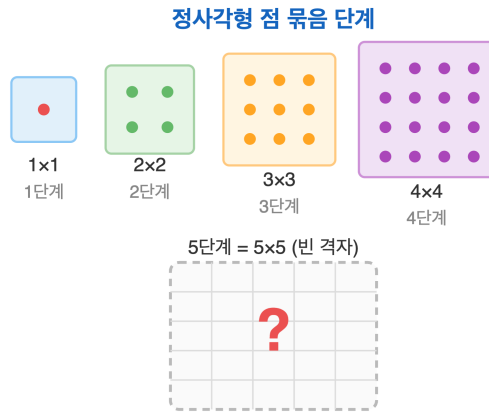 정사각형 점 묶음 단계
1×1
1단계
2×2
2단계
3×3
3단계
4×4
4단계
5단계 = 5×5 (빈 격자)
?